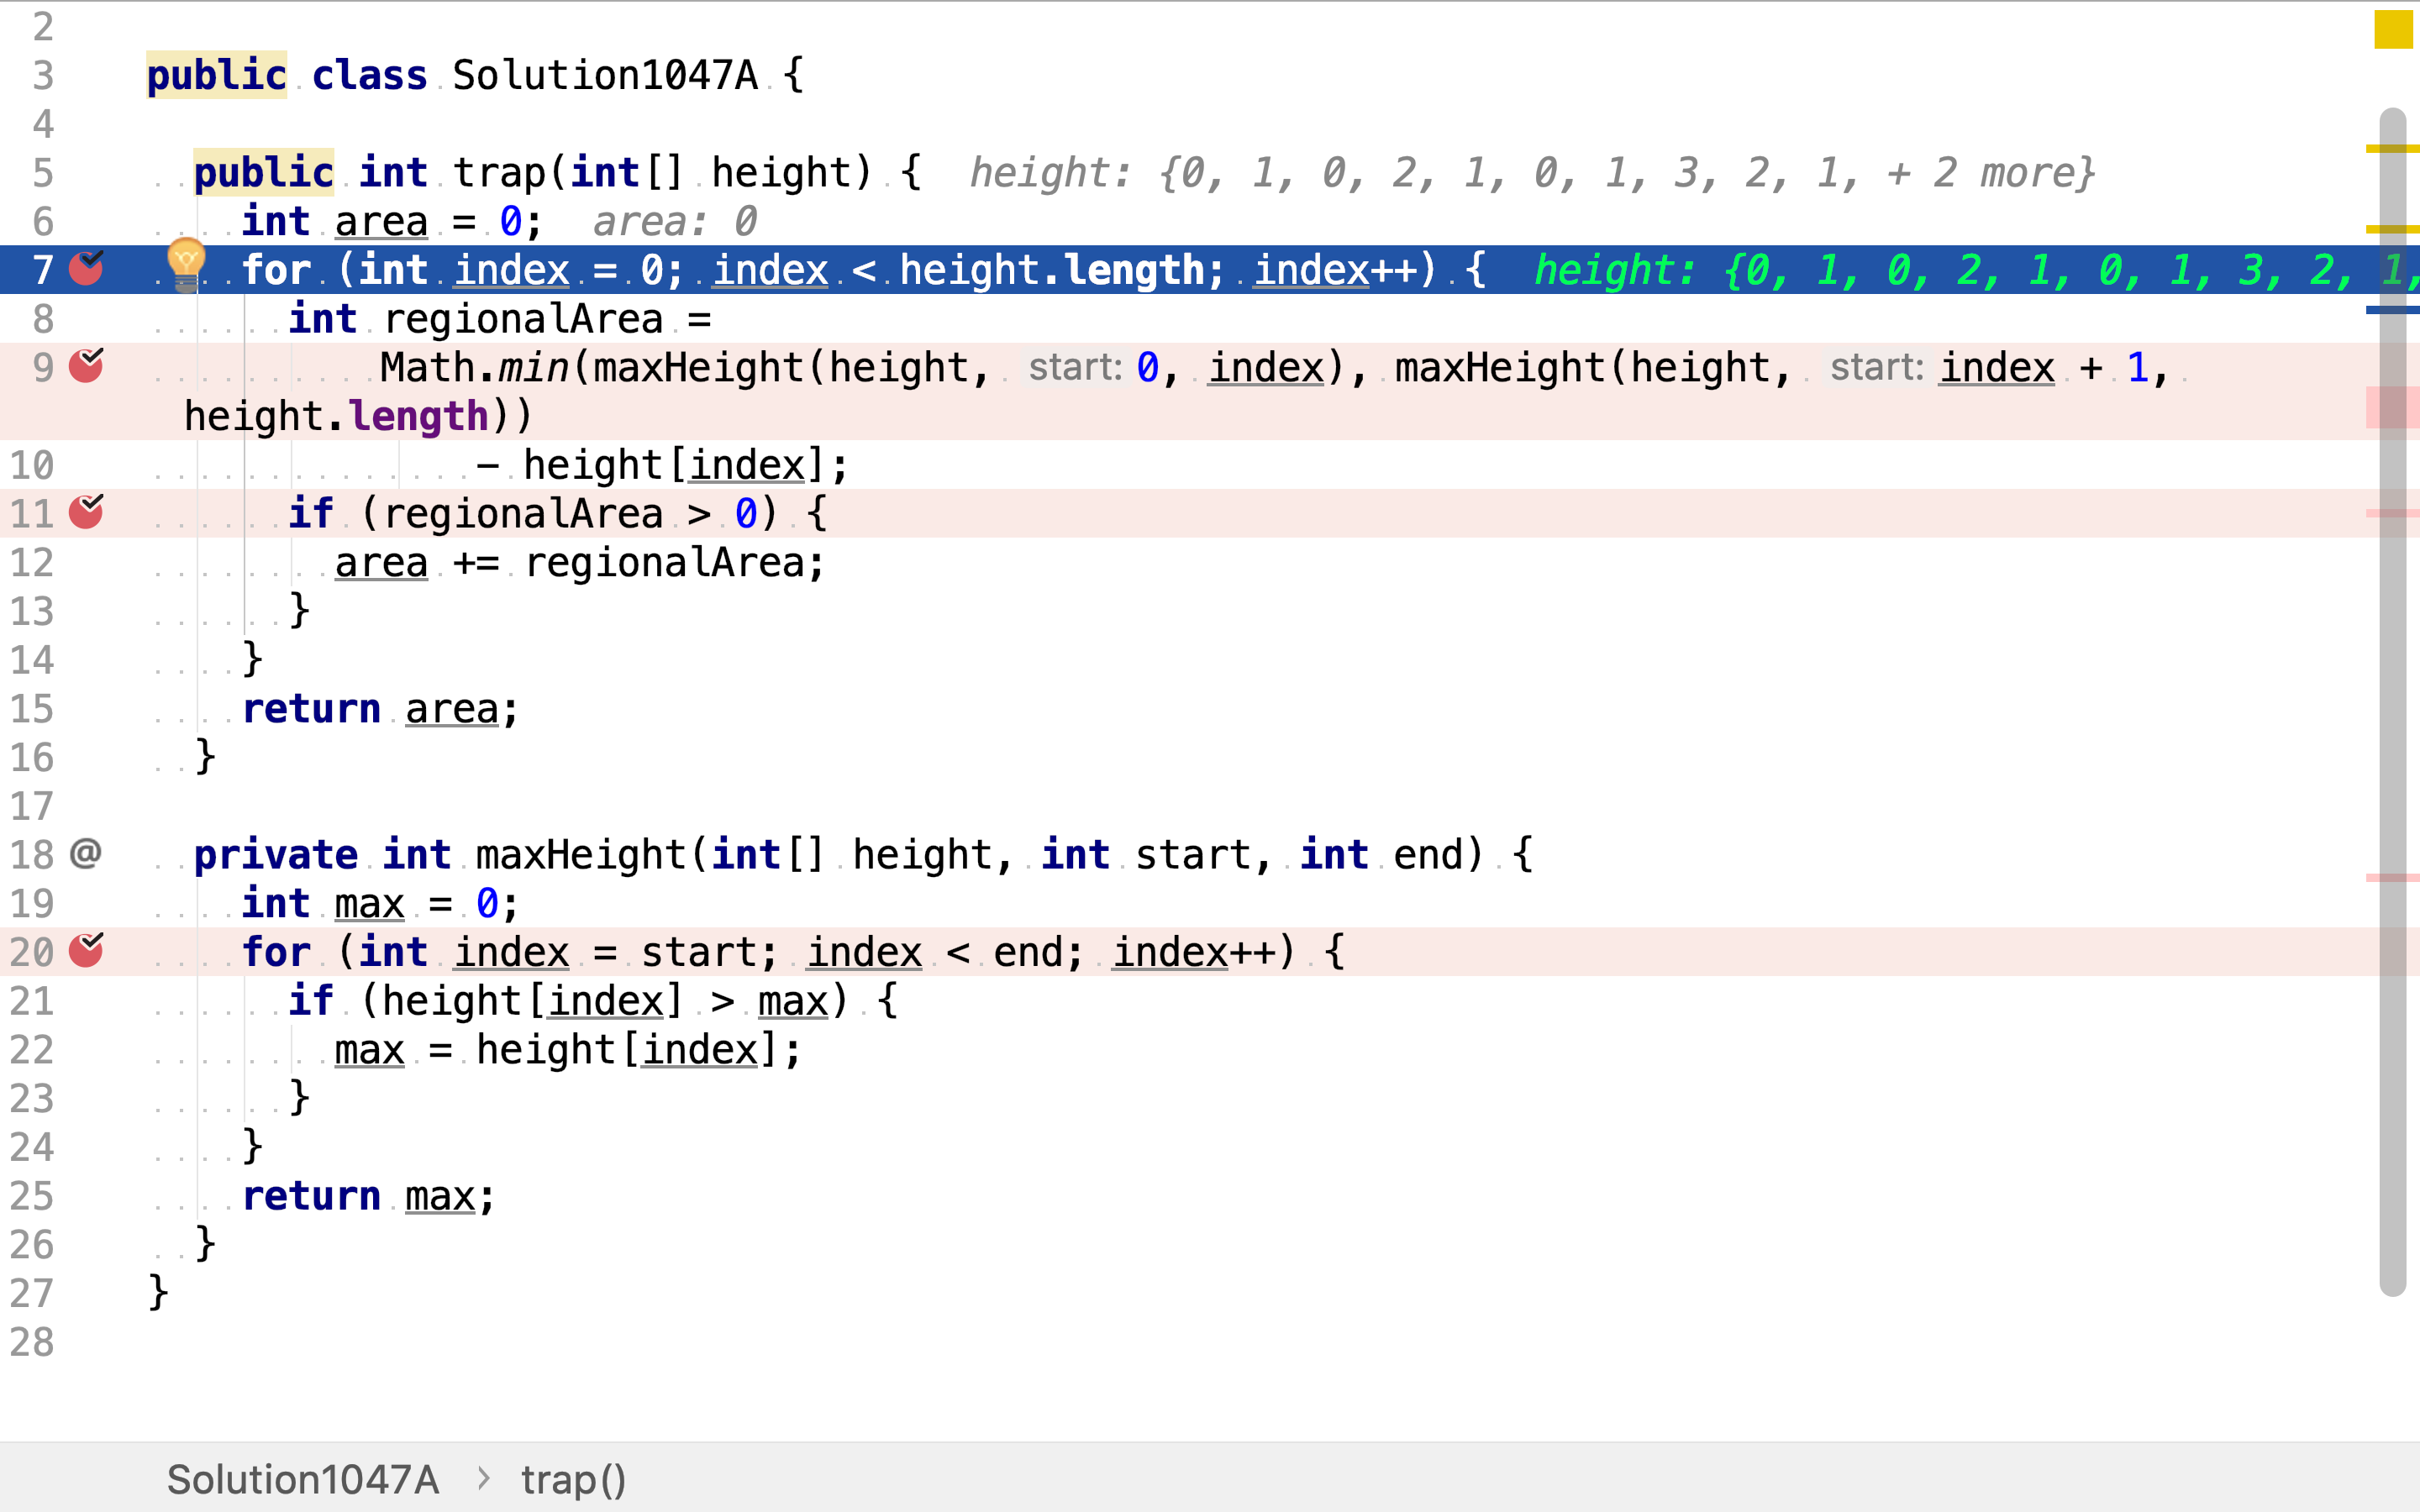 2
3 public class Solution1047A {
4
5 public int trap(int[] height) { height: {0, 1, 0, 2, 1, 0, 1, 3, 2, 1, + 2 more}
6 int area = 0; area: 0
7 for (int index = 0; index < height.length; index++) { height: {0, 1, 0, 2, 1, 0, 1, 3, 2, 1,
8 int regionalArea =
9 Math.min(maxHeight(height, start: 0, index), maxHeight(height, start: index + 1,
height.length))
10 - height[index];
11 if (regionalArea > 0) {
12 area += regionalArea;
13 }
14 }
15 return area;
16 }
17
18 @ private int maxHeight(int[] height, int start, int end) {
19 int max = 0;
20 for (int index = start; index < end; index++) {
21 if (height[index] > max) {
22 max = height[index];
23 }
24 }
25 return max;
26 }
27 }
28
Solution1047A > trap()